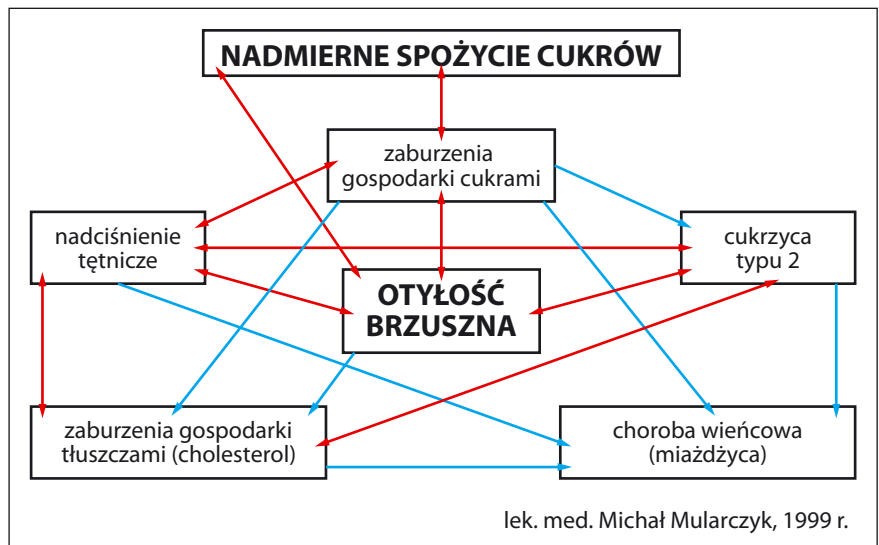 NADMIERNE SPOŻYCIE CUKRÓW
zaburzenia
gospodarki cukrami
nadciśnienie
tętnicze
cukrzyca
typu 2
OTYŁOŚĆ
BRZUSZNA
zaburzenia gospodarki
tłuszczami (cholesterol)
choroba wieńcowa
(miażdżyca)
lek. med. Michał Mularczyk, 1999 r.